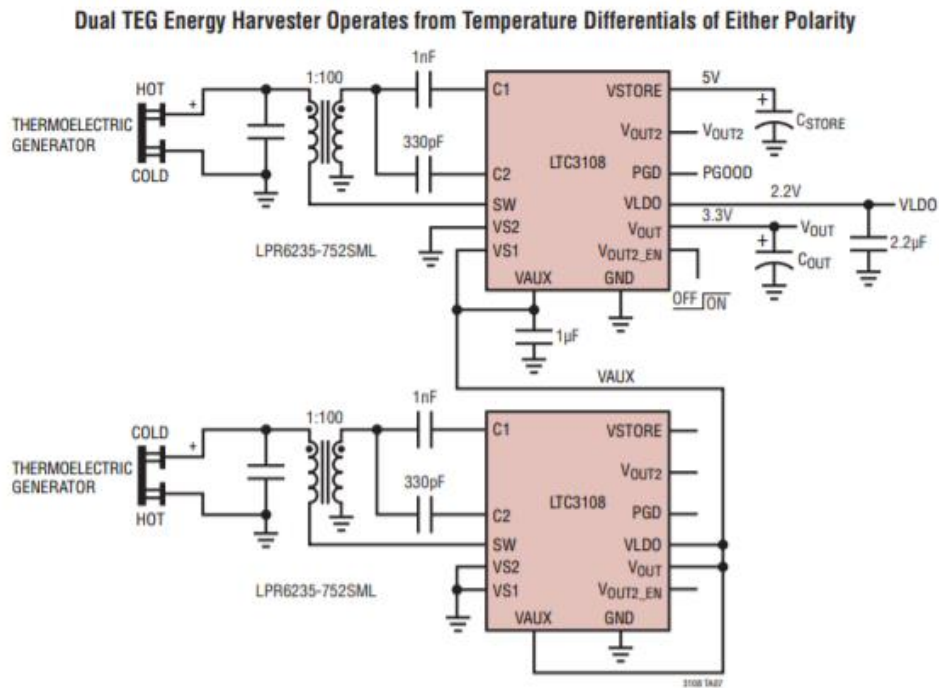 Dual TEG Energy Harvester Operates from Temperature Differentials of Either Polarity
1nF
1:100
HOT
+
THERMOELECTRIC
GENERATOR
COLD
330pF
LPR6235-752SML
C1
C2
SW
VS2
VS1
VAUX
GND
LTC3108
VSTORE
VOUT2
PGD
VLDO
VOUT
VOUT2_EN
5V
+
CSTORE
VOUT2
PGOOD
2.2V
VLDO
3.3V
VOUT
+
COUT
2.2µF
OFF ON
1µF
VAUX
1nF
1:100
COLD
+
THERMOELECTRIC
GENERATOR
HOT
330pF
LPR6235-752SML
C1
C2
SW
VS2
VS1
VAUX
GND
LTC3108
VSTORE
VOUT2
PGD
VLDO
VOUT
VOUT2_EN
3108 TA07